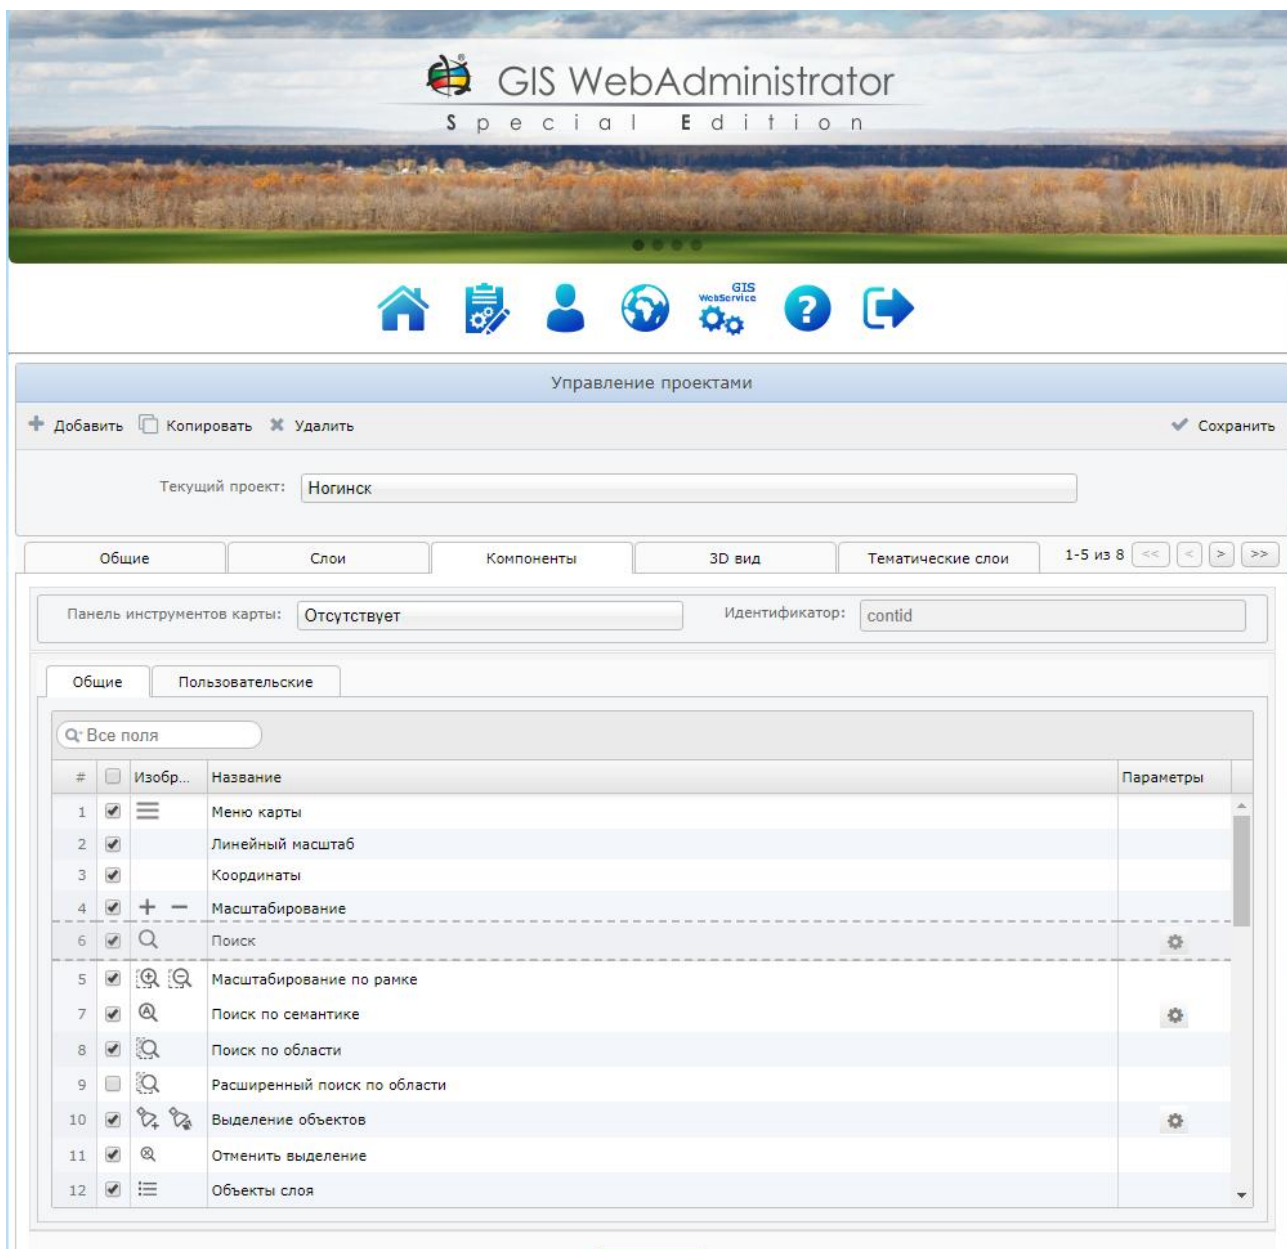 GIS WebAdministrator
Special Edition
GIS
WebService
Управление проектами
Добавить Копировать Удалить Сохранить
Текущий проект: Ногинск
Общие Слои Компоненты 3D вид Тематические слои 1-5 из 8 << < > >>
Панель инструментов карты: Отсутствует Идентификатор: contid
Общие Пользовательские
Все поля
# Изобр... Название Параметры
1 Меню карты
2 Линейный масштаб
3 Координаты
4 Масштабирование
6 Поиск
5 Масштабирование по рамке
7 Поиск по семантике
8 Поиск по области
9 Расширенный поиск по области
10 Выделение объектов
11 Отменить выделение
12 Объекты слоя